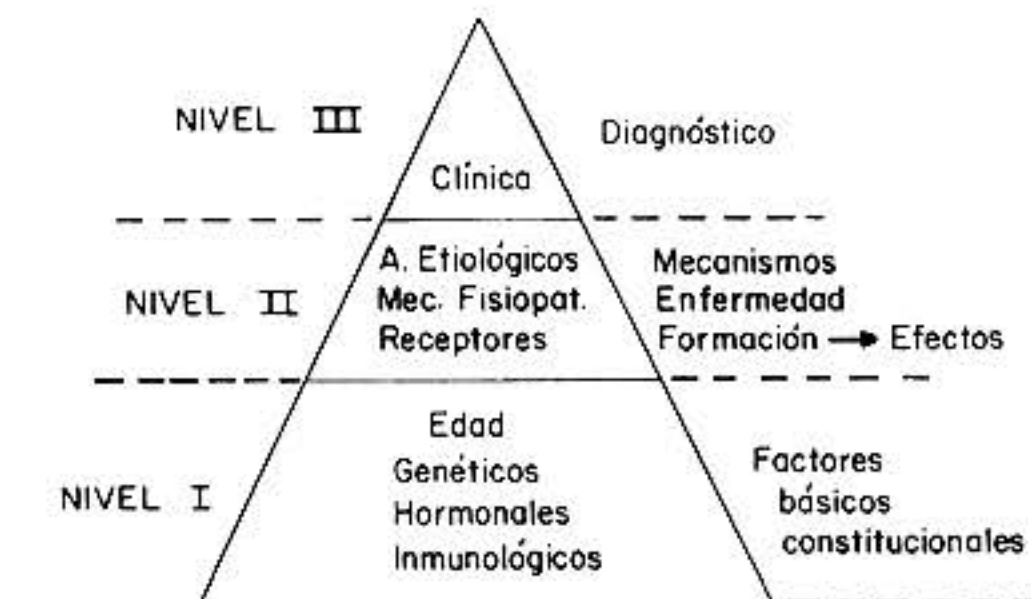 NIVEL III
Clínica
Diagnóstico
NIVEL II
A. Etiológicos
Mec. Fisiopat.
Receptores
Mecanismos
Enfermedad
Formación → Efectos
NIVEL I
Edad
Genéticos
Hormonales
Inmunológicos
Factores
básicos
constitucionales